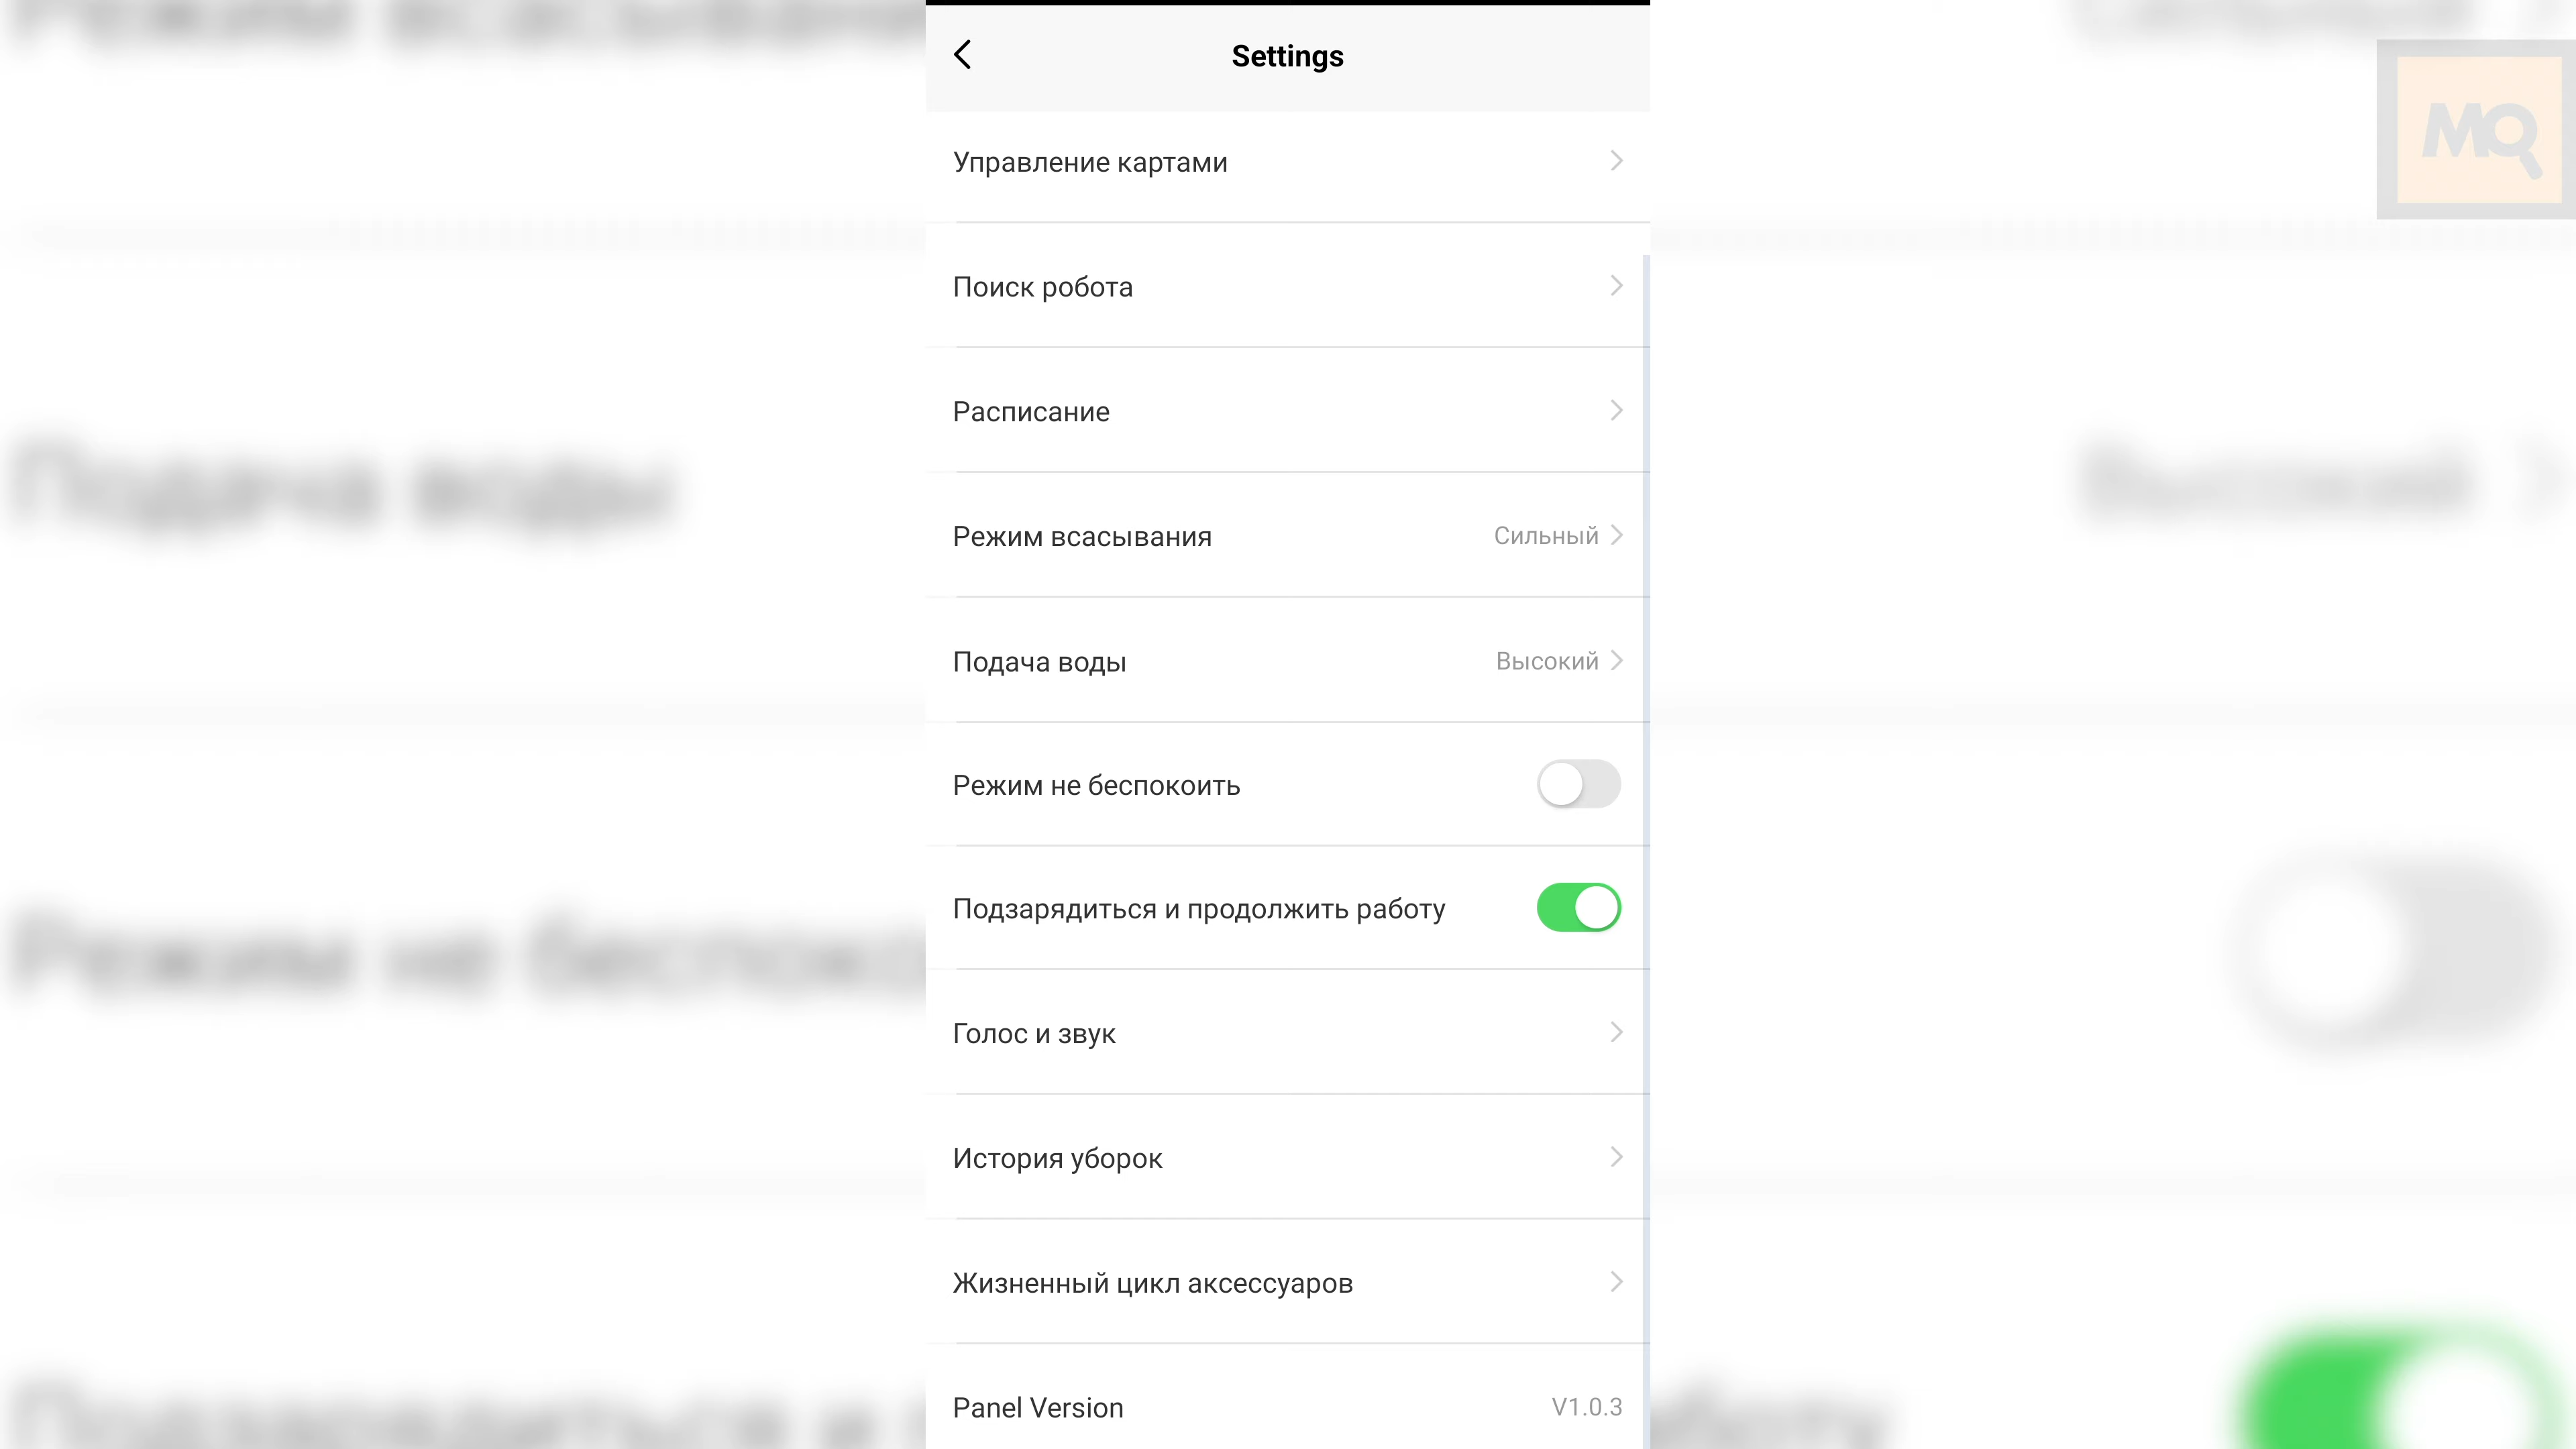 Settings
MQ
Управление картами
Поиск робота
Расписание
Режим всасывания Сильный
Подача воды Высокий
Режим не беспокоить
Подзарядиться и продолжить работу
Голос и звук
История уборок
Жизненный цикл аксессуаров
Panel Version V1.0.3